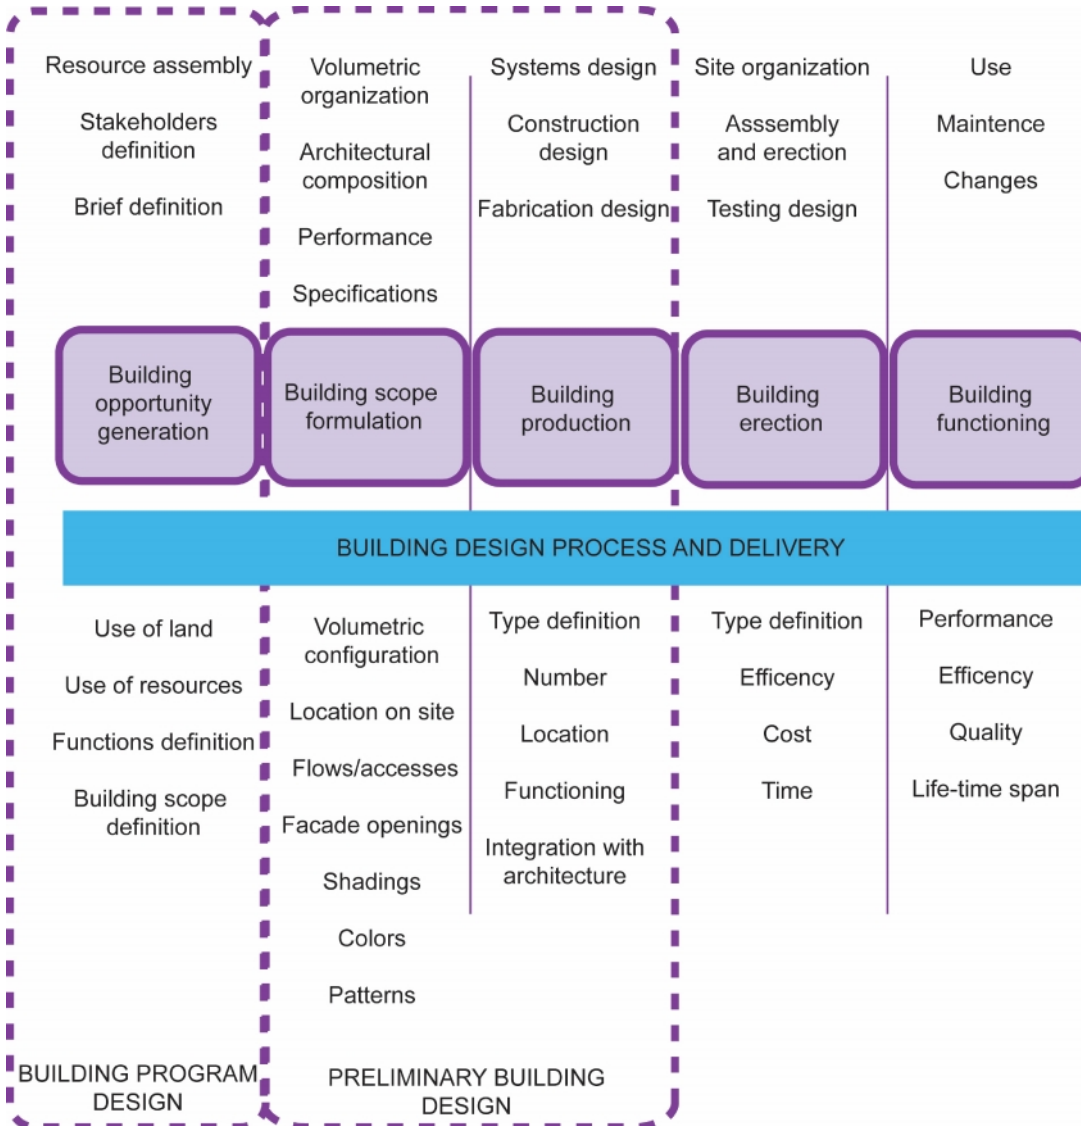 Resource assembly
Stakeholders
definition
Brief definition
Volumetric
organization
Architectural
composition
Performance
Specifications
Systems design
Construction
design
Fabrication design
Site organization
Asssembly
and erection
Testing design
Use
Maintence
Changes
Building
opportunity
generation
Building scope
formulation
Building
production
Building
erection
Building
functioning
BUILDING DESIGN PROCESS AND DELIVERY
Use of land
Use of resources
Functions definition
Building scope
definition
Volumetric
configuration
Location on site
Flows/accesses
Facade openings
Shadings
Colors
Patterns
Type definition
Number
Location
Functioning
Integration with
architecture
Type definition
Efficency
Cost
Time
Performance
Efficency
Quality
Life-time span
BUILDING PROGRAM
DESIGN
PRELIMINARY BUILDING
DESIGN